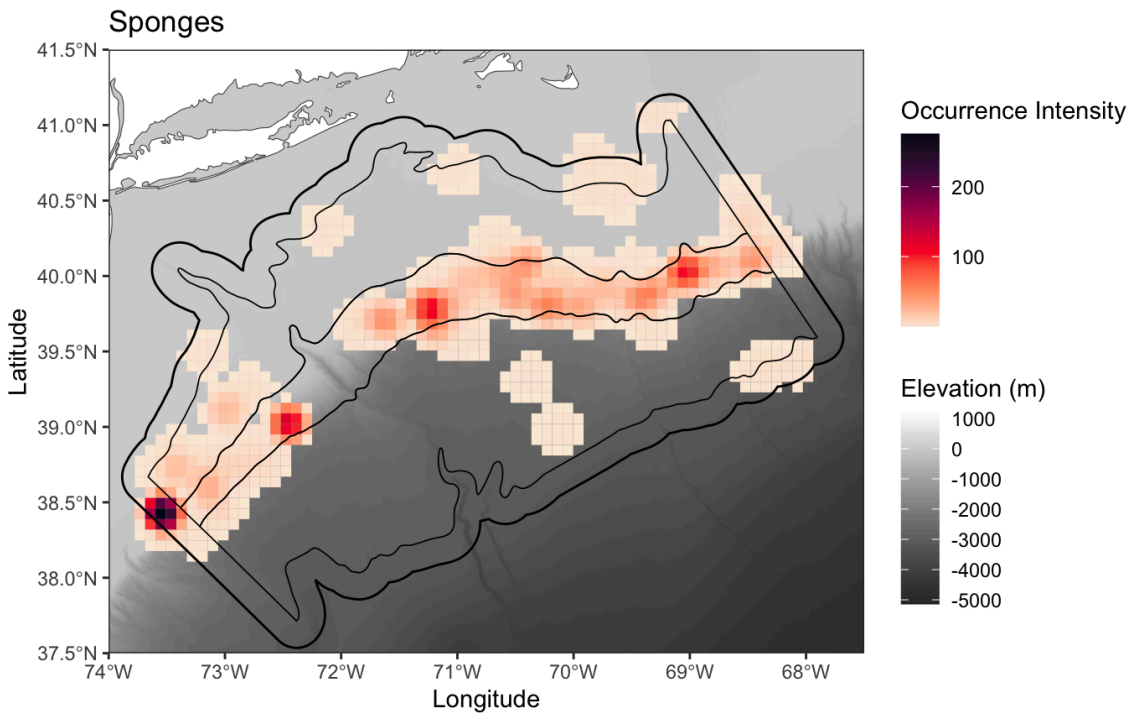 Sponges
41.5°N
41.0°N
40.5°N
40.0°N
39.5°N
39.0°N
38.5°N
38.0°N
37.5°N
Latitude
74°W 73°W 72°W 71°W 70°W 69°W 68°W
Longitude
Occurrence Intensity
200
100
Elevation (m)
1000
0
-1000
-2000
-3000
-4000
-5000